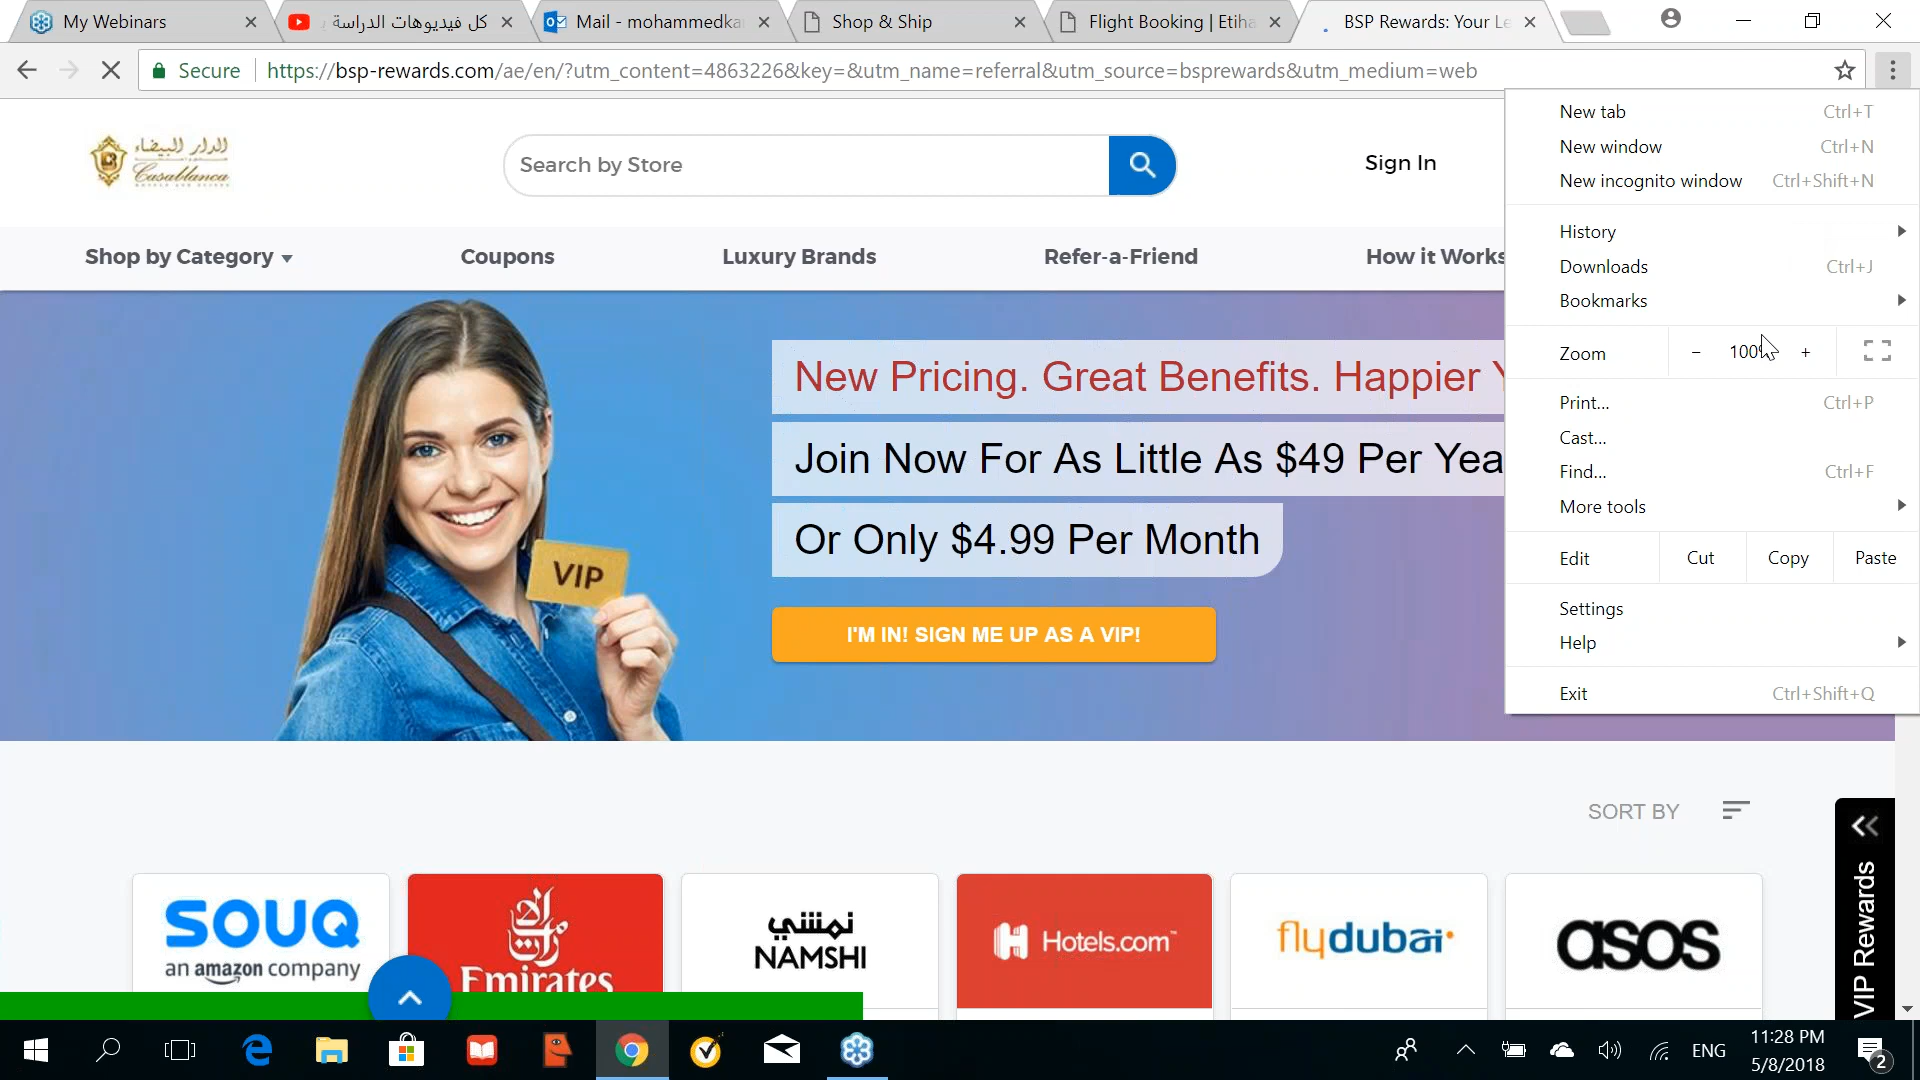 My Webinars
كل فيديوهات الدراسة
Mail - mohammedka
Shop & Ship
Flight Booking | Etiha
BSP Rewards: Your Le
Secure
https://bsp-rewards.com/ae/en/?utm_content=4863226&key=&utm_name=referral&utm_source=bsprewards&utm_medium=web
New tab Ctrl+T
New window Ctrl+N
New incognito window Ctrl+Shift+N
History
Downloads Ctrl+J
Bookmarks
Zoom - 100% +
Print... Ctrl+P
Cast...
Find... Ctrl+F
More tools
Edit Cut Copy Paste
Settings
Help
Exit Ctrl+Shift+Q
الدار البيضاء
Casablanca
Search by Store
Sign In
Shop by Category
Coupons
Luxury Brands
Refer-a-Friend
How it Works
New Pricing. Great Benefits. Happier
Join Now For As Little As $49 Per Yea
Or Only $4.99 Per Month
VIP
I'M IN! SIGN ME UP AS A VIP!
SORT BY
SOUQ
an amazon company
Emirates
نمشي
NAMSHI
Hotels.com
flydubai
asos
VIP Rewards
ENG
11:28 PM
5/8/2018
2